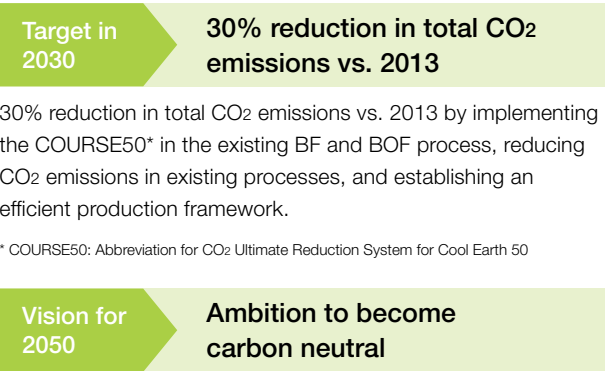 Target in
2030
30% reduction in total CO2
emissions vs. 2013
30% reduction in total CO2 emissions vs. 2013 by implementing
the COURSE50* in the existing BF and BOF process, reducing
CO2 emissions in existing processes, and establishing an
efficient production framework.
* COURSE50: Abbreviation for CO2 Ultimate Reduction System for Cool Earth 50
Vision for
2050
Ambition to become
carbon neutral